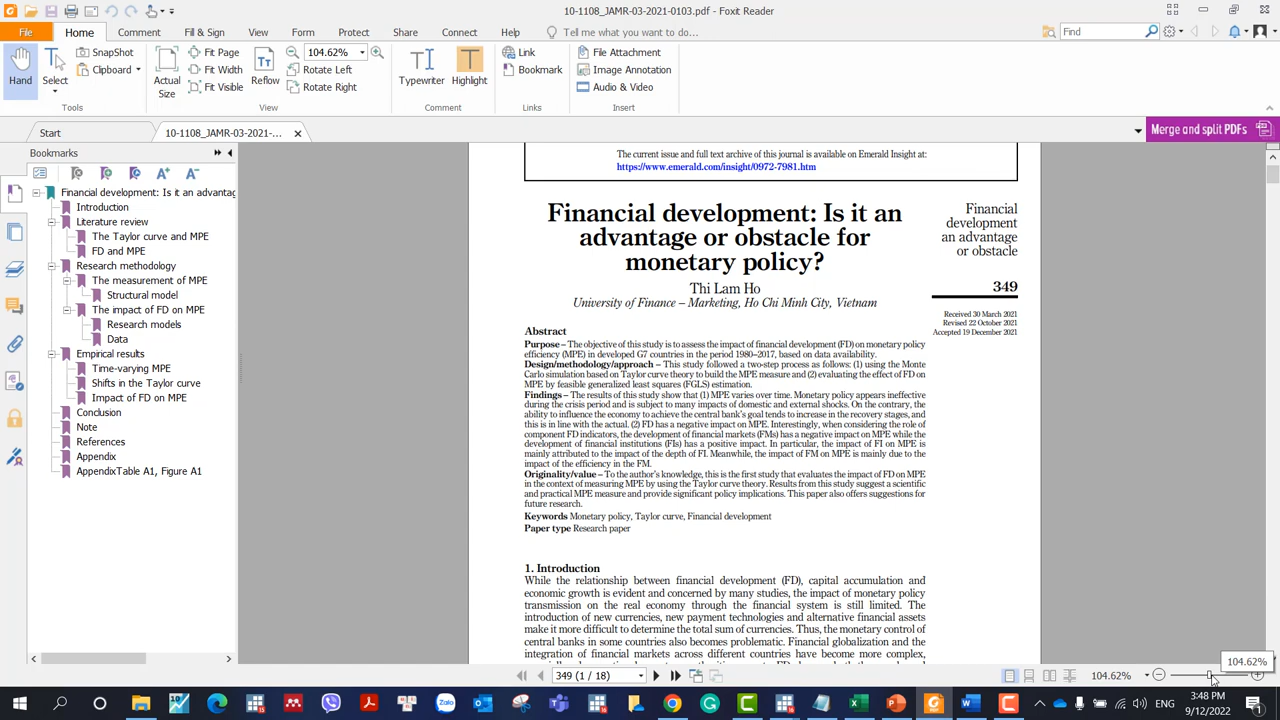 10-1108_JAMR-03-2021-0103.pdf - Foxit Reader
File Home Comment Fill & Sign View Form Protect Share Connect Help Tell me what you want to do... Find
Hand
Select
SnapShot
Clipboard
Tools
Actual Size
Fit Page
Fit Width
Fit Visible
Reflow
104.62%
Rotate Left
Rotate Right
View
Typewriter
Highlight
Comment
Link
Bookmark
Links
File Attachment
Image Annotation
Audio & Video
Insert
Start
10-1108_JAMR-03-2021-...
Merge and split PDFs
Bookmarks
Financial development: Is it an advantag
Introduction
Literature review
The Taylor curve and MPE
FD and MPE
Research methodology
The measurement of MPE
Structural model
The impact of FD on MPE
Research models
Data
Empirical results
Time-varying MPE
Shifts in the Taylor curve
Impact of FD on MPE
Conclusion
Note
References
Appendix
AppendixTable A1, Figure A1
The current issue and full text archive of this journal is available on Emerald Insight at:
https://www.emerald.com/insight/0972-7981.htm
Financial development: Is it an
advantage or obstacle for
monetary policy?
Thi Lam Ho
University of Finance – Marketing, Ho Chi Minh City, Vietnam
Financial
development
an advantage
or obstacle
349
Received 30 March 2021
Revised 22 October 2021
Accepted 19 December 2021
Abstract
Purpose – The objective of this study is to assess the impact of financial development (FD) on monetary policy
efficiency (MPE) in developed G7 countries in the period 1980–2017, based on data availability.
Design/methodology/approach – This study followed a two-step process as follows: (1) using the Monte
Carlo simulation based on Taylor curve theory to build the MPE measure and (2) evaluating the effect of FD on
MPE by feasible generalized least squares (FGLS) estimation.
Findings – The results of this study show that (1) MPE varies over time. Monetary policy appears ineffective
during the crisis period and is subject to many impacts of domestic and external shocks. On the contrary, the
ability to influence the economy to achieve the central bank's goal tends to increase in the recovery stages, and
this is in line with the actual. (2) FD has a negative impact on MPE. Interestingly, when considering the role of
component FD indicators, the development of financial markets (FMs) has a negative impact on MPE while the
development of financial institutions (FIs) has a positive impact. In particular, the impact of FI on MPE is
mainly attributed to the impact of the depth of FI. Meanwhile, the impact of FM on MPE is mainly due to the
impact of the efficiency in the FM.
Originality/value – To the author's knowledge, this is the first study that evaluates the impact of FD on MPE
in the context of measuring MPE by using the Taylor curve theory. Results from this study suggest a scientific
and practical MPE measure and provide significant policy implications. This paper also offers suggestions for
future research.
Keywords Monetary policy, Taylor curve, Financial development
Paper type Research paper
1. Introduction
While the relationship between financial development (FD), capital accumulation and
economic growth is evident and concerned by many studies, the impact of monetary policy
transmission on the real economy through the financial system is still limited. The
introduction of new currencies, new payment technologies and alternative financial assets
make it more difficult to determine the total sum of currencies. Thus, the monetary control of
central banks in some countries also becomes problematic. Financial globalization and the
integration of financial markets across different countries have become more complex,
349 (1 / 18)
104.62%
104.62%
Zalo
3:48 PM
9/12/2022